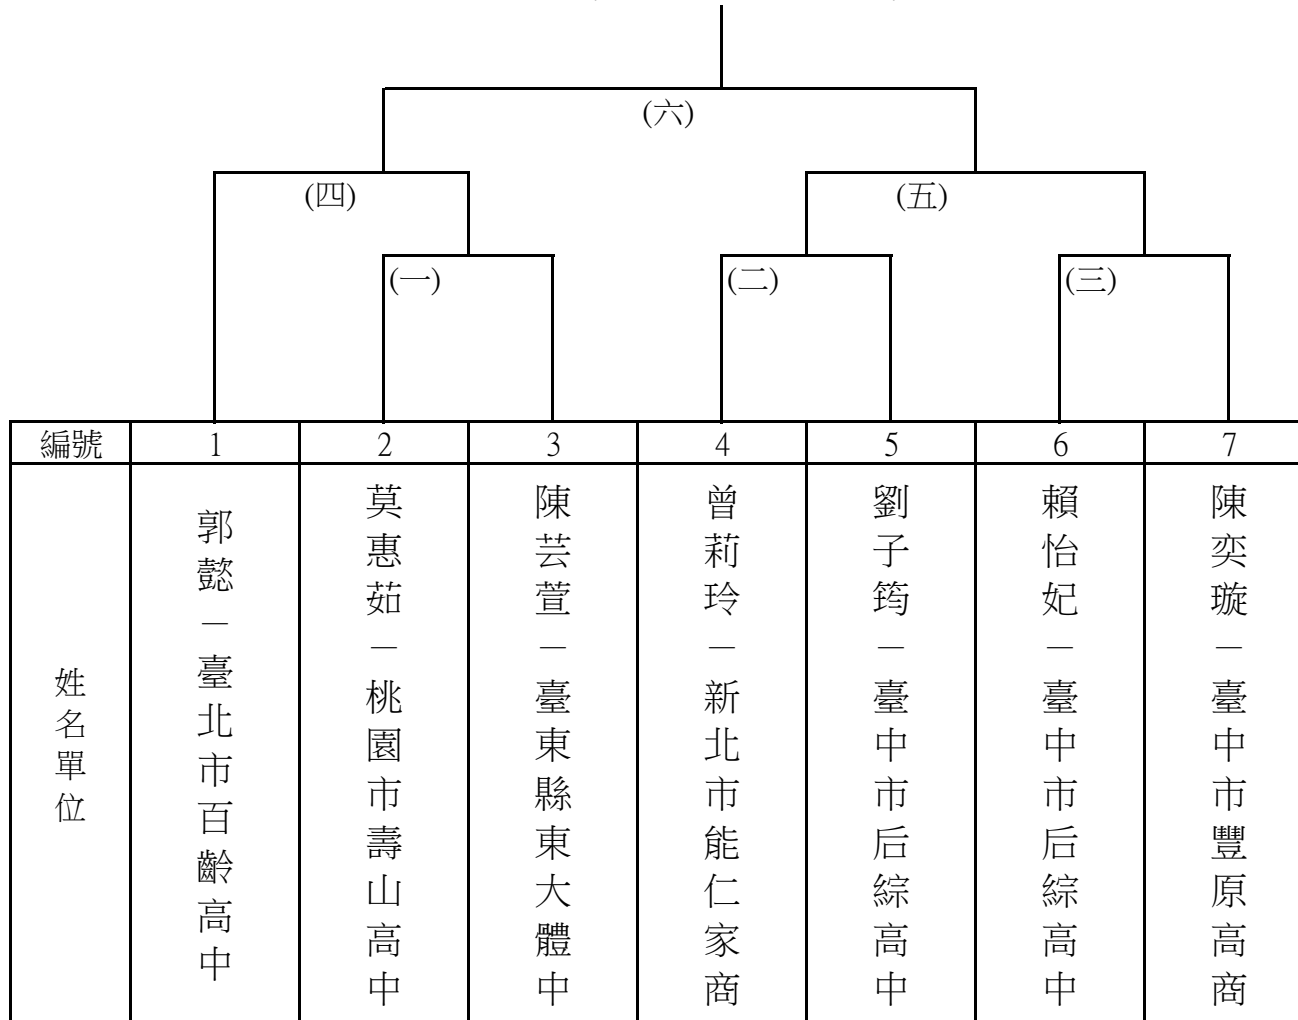 (六)
(四)
(五)
(一)
(二)
(三)
編號 1 2 3 4 5 6 7
姓名單位
郭懿－臺北市百齡高中
莫惠茹－桃園市壽山高中
陳芸萱－臺東縣東大體中
曾莉玲－新北市能仁家商
劉子筠－臺中市后綜高中
賴怡妃－臺中市后綜高中
陳奕璇－臺中市豐原高商